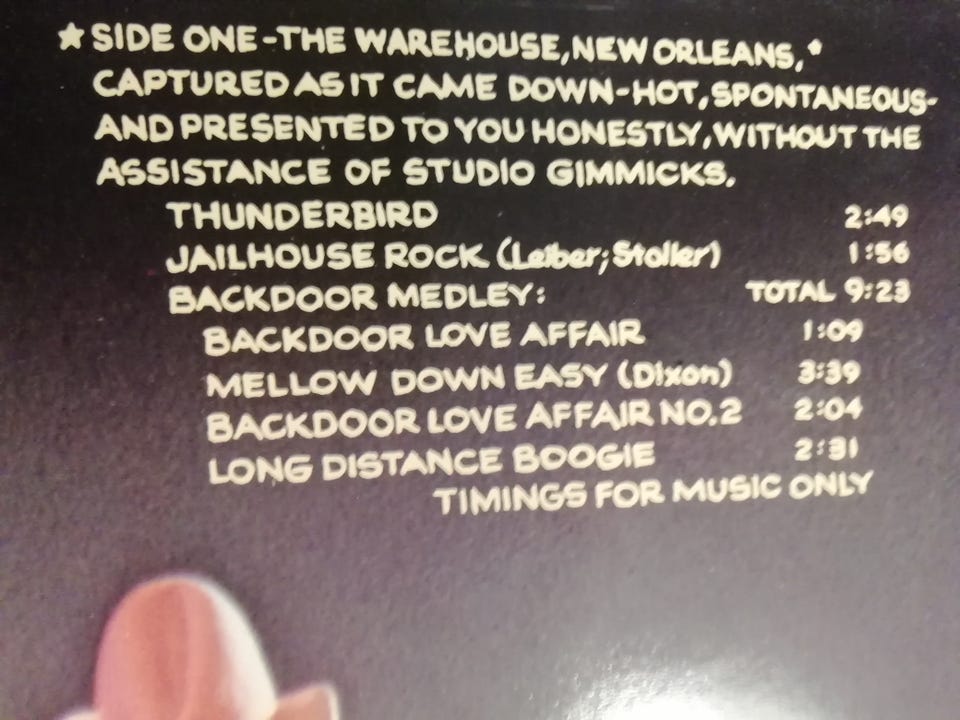 ★ SIDE ONE-THE WAREHOUSE, NEW ORLEANS,*
CAPTURED AS IT CAME DOWN-HOT, SPONTANEOUS-
AND PRESENTED TO YOU HONESTLY, WITHOUT THE
ASSISTANCE OF STUDIO GIMMICKS.
THUNDERBIRD 2:49
JAILHOUSE ROCK (Leiber; Stoller) 1:56
BACKDOOR MEDLEY: TOTAL 9:23
BACKDOOR LOVE AFFAIR 1:09
MELLOW DOWN EASY (Dixon) 3:39
BACKDOOR LOVE AFFAIR NO.2 2:04
LONG DISTANCE BOOGIE 2:31
TIMINGS FOR MUSIC ONLY